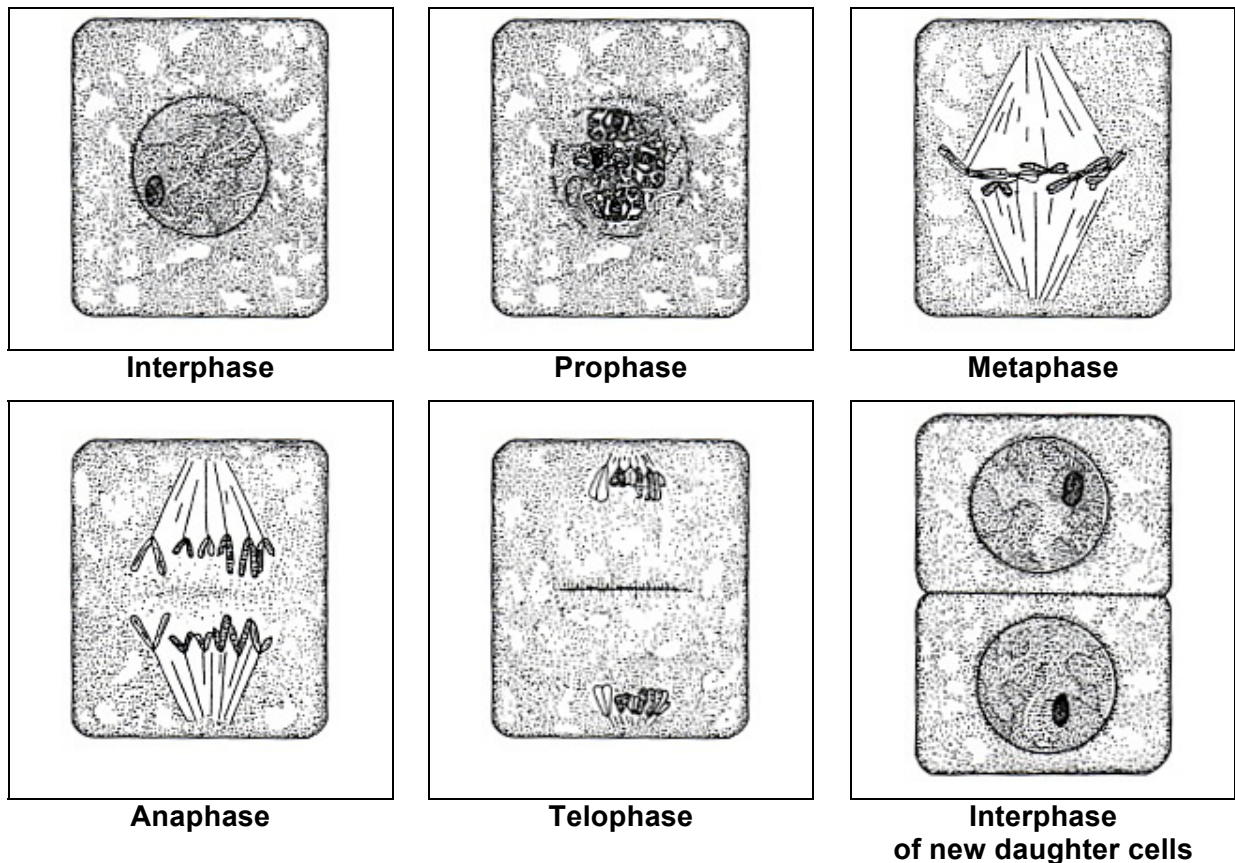 Interphase
Prophase
Metaphase
Anaphase
Telophase
Interphase
of new daughter cells